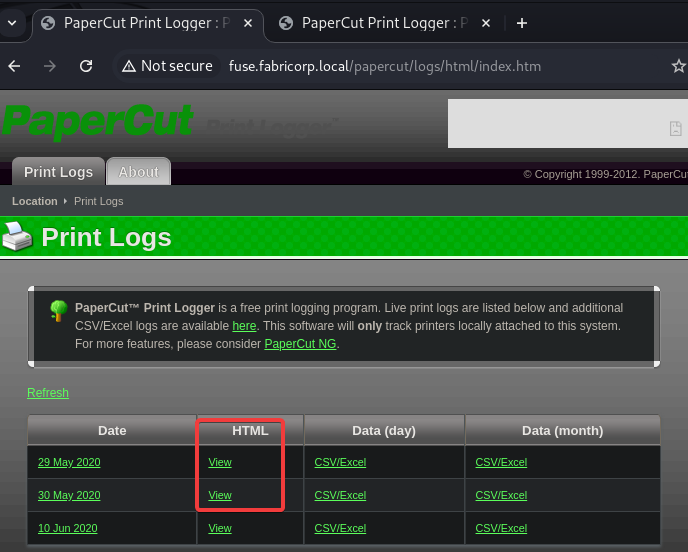 PaperCut Print Logger : P
PaperCut Print Logger : P
Not secure fuse.fabricorp.local/papercut/logs/html/index.htm
PaperCut Print Logger™
Print Logs About
© Copyright 1999-2012. PaperCut
Location Print Logs
Print Logs
PaperCut™ Print Logger is a free print logging program. Live print logs are listed below and additional
CSV/Excel logs are available here. This software will only track printers locally attached to this system.
For more features, please consider PaperCut NG.
Refresh
Date HTML Data (day) Data (month)
29 May 2020 View CSV/Excel CSV/Excel
30 May 2020 View CSV/Excel CSV/Excel
10 Jun 2020 View CSV/Excel CSV/Excel